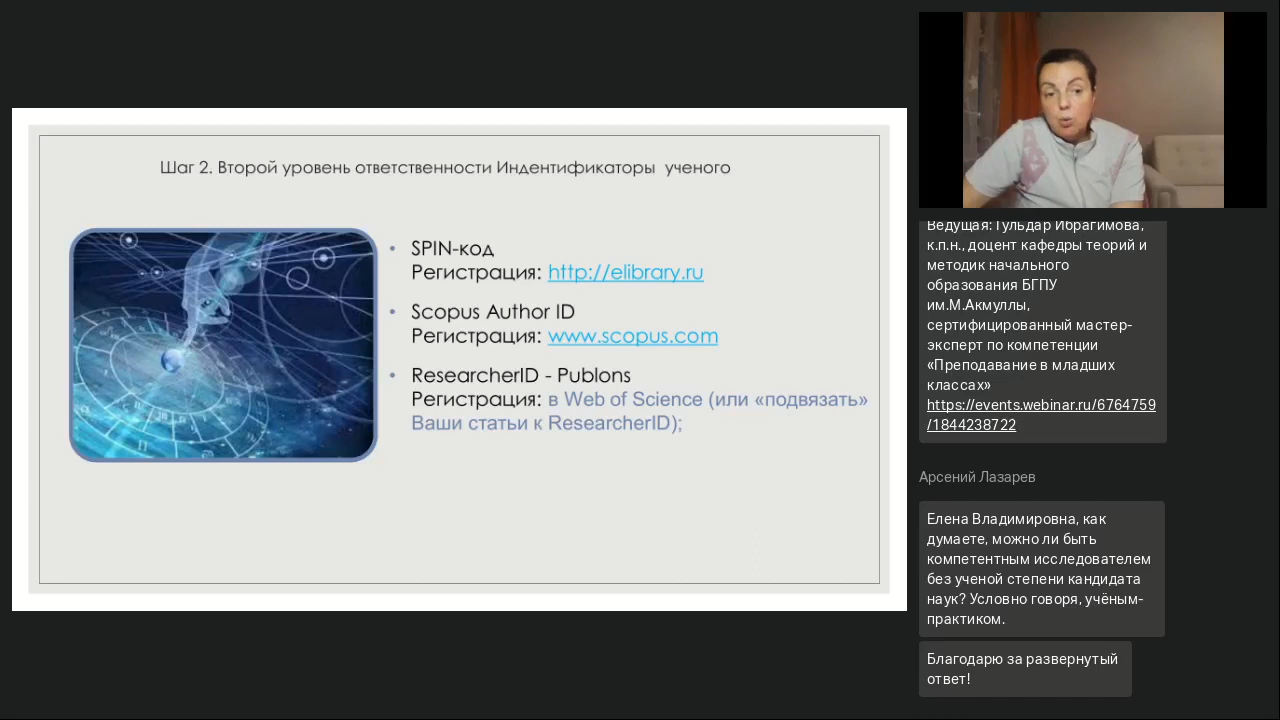 Шаг 2. Второй уровень ответственности Индентификаторы ученого
• SPIN-код
Регистрация: http://elibrary.ru
• Scopus Author ID
Регистрация: www.scopus.com
• ResearcherID - Publons
Регистрация: в Web of Science (или «подвязать»
Ваши статьи к ResearcherID);
Ведущая: Гульдар Ибрагимова,
к.п.н., доцент кафедры теорий и
методик начального
образования БГПУ
им.М.Акмуллы,
сертифицированный мастер-
эксперт по компетенции
«Преподавание в младших
классах»
https://events.webinar.ru/6764759
/1844238722
Арсений Лазарев
Елена Владимировна, как
думаете, можно ли быть
компетентным исследователем
без ученой степени кандидата
наук? Условно говоря, учёным-
практиком.
Благодарю за развернутый
ответ!